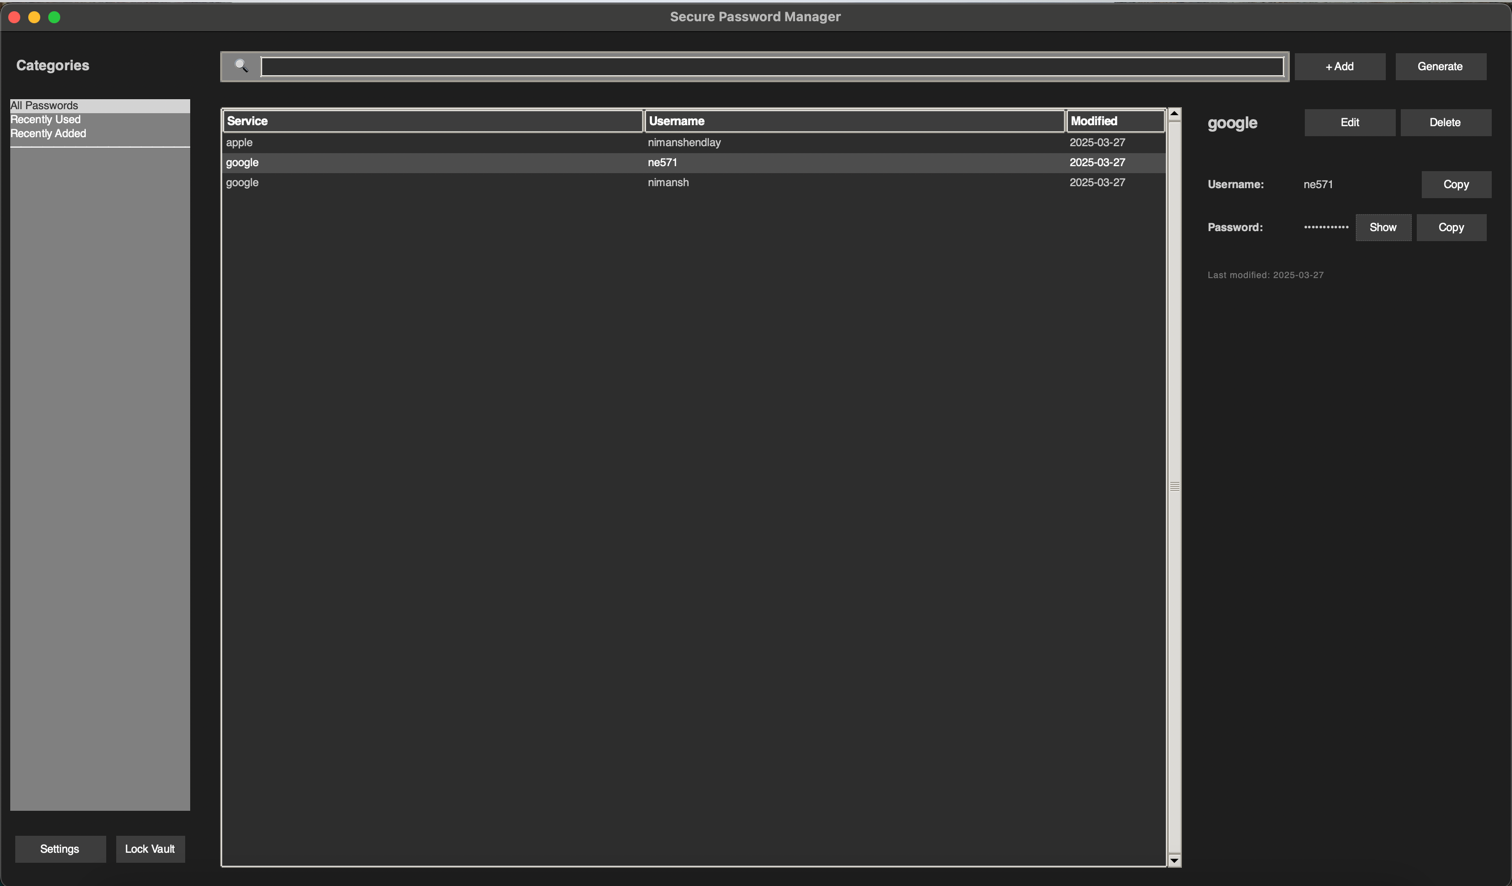 Secure Password Manager
Categories
+ Add
Generate
All Passwords
Recently Used
Recently Added
Service Username Modified
apple nimanshendlay 2025-03-27
google ne571 2025-03-27
google nimansh 2025-03-27
google
Edit
Delete
Username: ne571 Copy
Password: •••••••••••• Show Copy
Last modified: 2025-03-27
Settings
Lock Vault